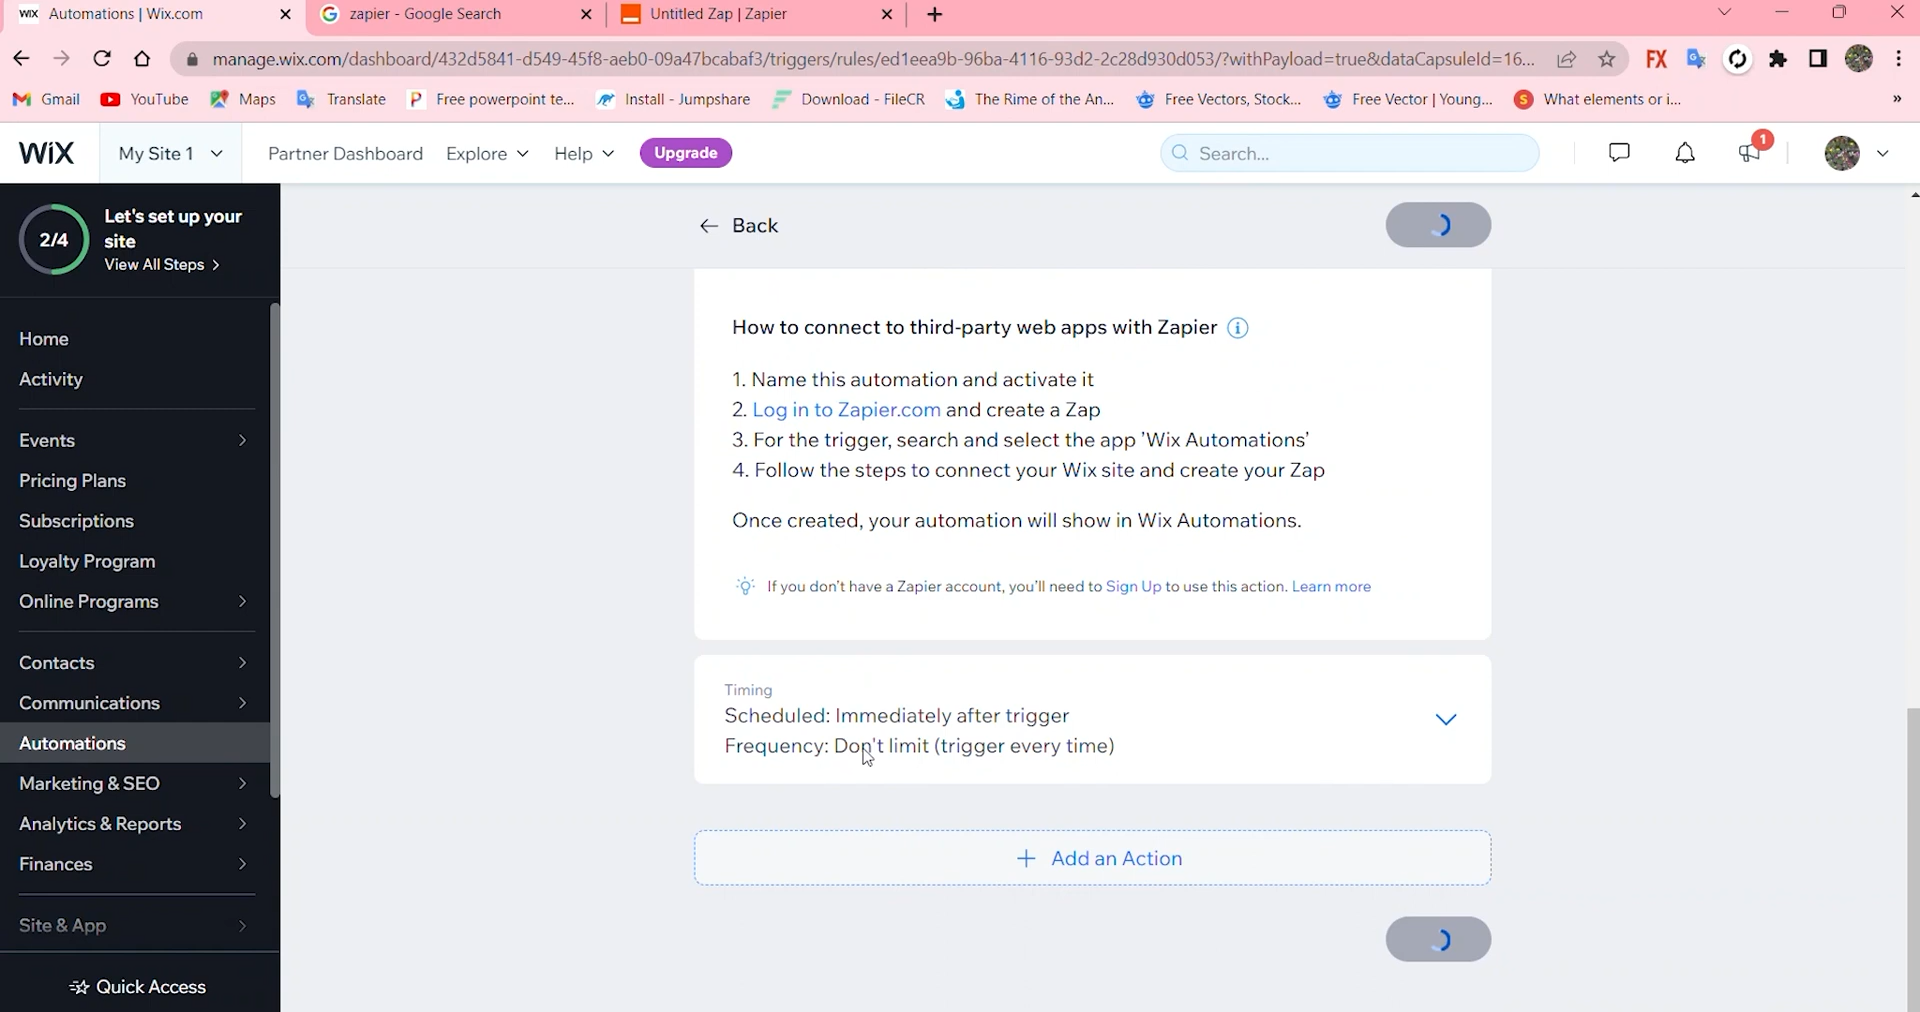 WiX Automations | Wix.com
zapier - Google Search
Untitled Zap | Zapier
manage.wix.com/dashboard/432d5841-d549-45f8-aeb0-09a47bcabaf3/triggers/rules/ed1eea9b-96ba-4116-93d2-2c28d930d053/?withPayload=true&dataCapsuleId=16...
FX
Gmail YouTube Maps Translate Free powerpoint te... Install - Jumpshare Download - FileCR The Rime of the An... Free Vectors, Stock... Free Vector | Young... What elements or i... »
WiX My Site 1 Partner Dashboard Explore Help Upgrade Search... 1
2/4
Let's set up your
site
View All Steps >
Home
Activity
Events
Pricing Plans
Subscriptions
Loyalty Program
Online Programs
Contacts
Communications
Automations
Marketing & SEO
Analytics & Reports
Finances
Site & App
Quick Access
← Back
How to connect to third-party web apps with Zapier
1. Name this automation and activate it
2. Log in to Zapier.com and create a Zap
3. For the trigger, search and select the app 'Wix Automations'
4. Follow the steps to connect your Wix site and create your Zap
Once created, your automation will show in Wix Automations.
If you don't have a Zapier account, you'll need to Sign Up to use this action. Learn more
Timing
Scheduled: Immediately after trigger
Frequency: Don't limit (trigger every time)
+ Add an Action